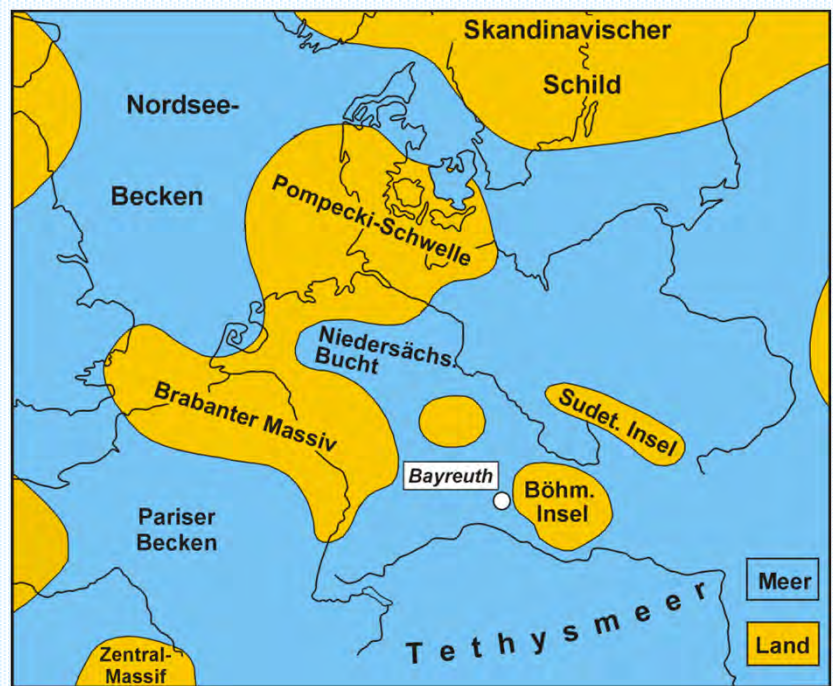 Skandinavischer
Schild
Nordsee-
Becken
Pompecki-Schwelle
Niedersächs.
Bucht
Brabanter Massiv
Sudet. Insel
Bayreuth
Böhm.
Insel
Pariser
Becken
Meer
Tethysmeer
Land
Zentral-
Massif